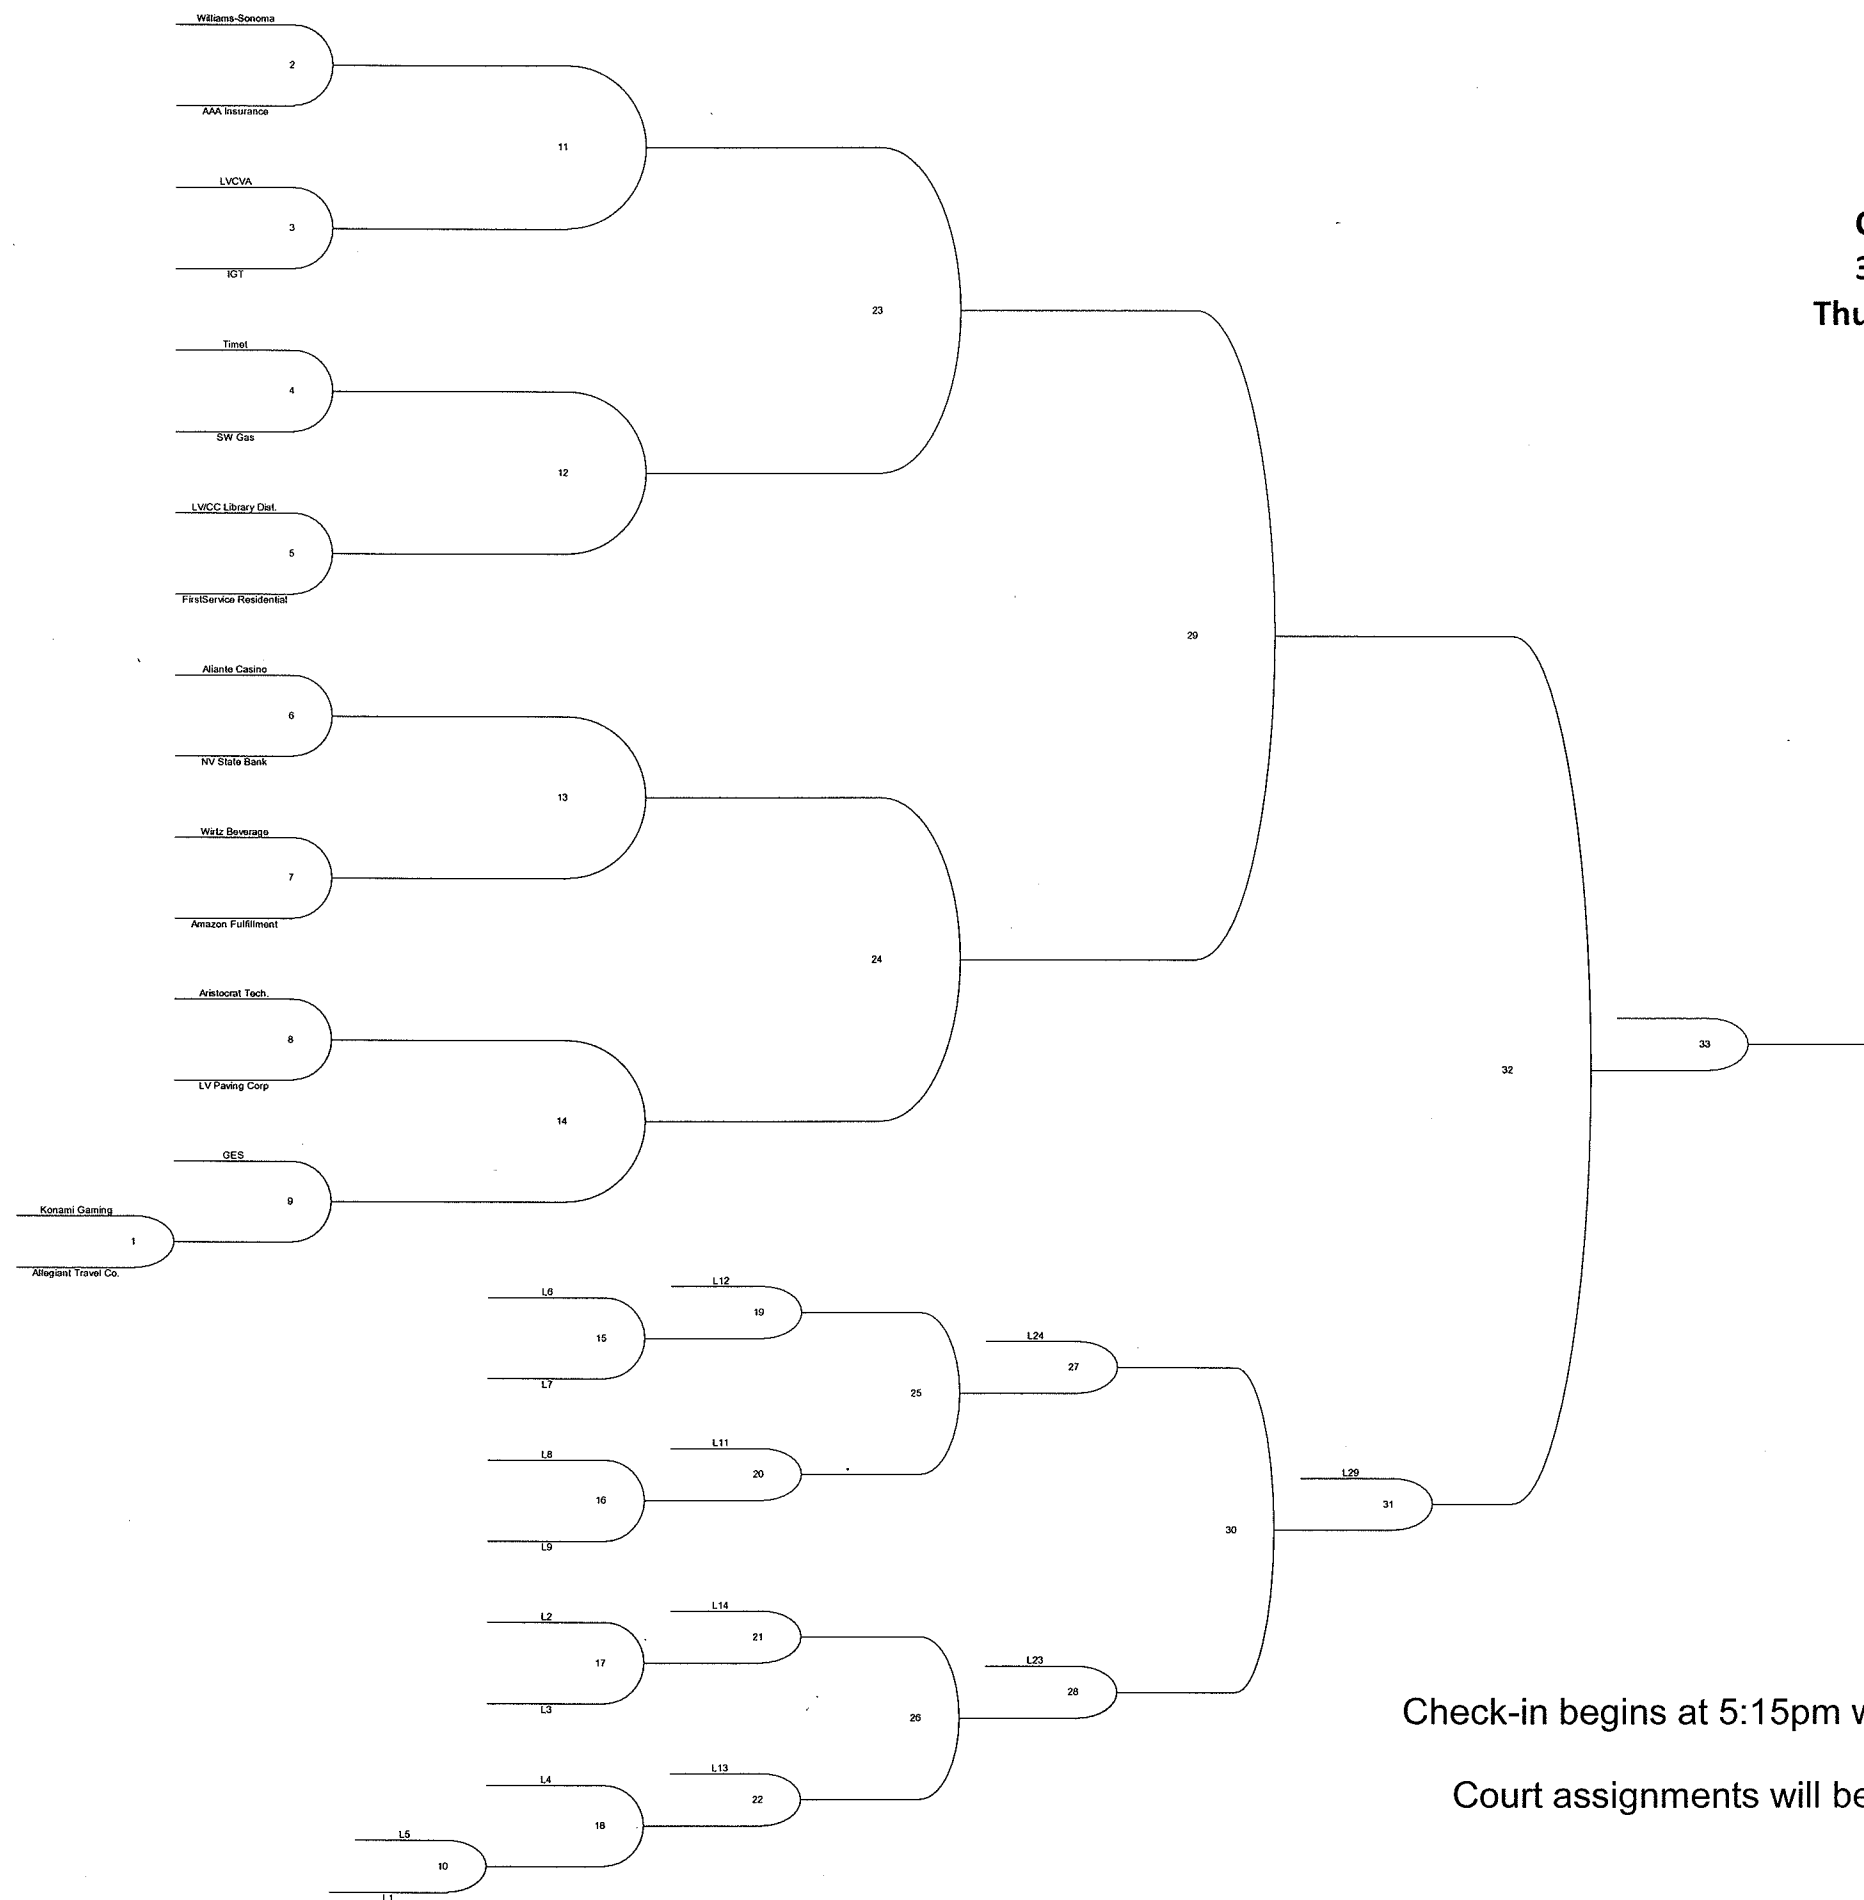 Williams-Sonoma
2
AAA Insurance
11
LVCVA
3
IGT
23
Thu
Timet
4
SW Gas
12
LV/CC Library Dist.
5
FirstService Residential
29
Aliante Casino
6
NV State Bank
13
Wirtz Beverage
7
Amazon Fulfillment
24
Aristocrat Tech.
8
LV Paving Corp
33
32
14
GES
9
Konami Gaming
1
Allegiant Travel Co.
L12
L6
19
L24
15
27
L7
25
L11
L8
20
L29
16
31
30
L9
L14
L2
21
L23
17
28
L3
26
Check-in begins at 5:15pm w
L13
L4
22
Court assignments will be
18
L5
10
L1